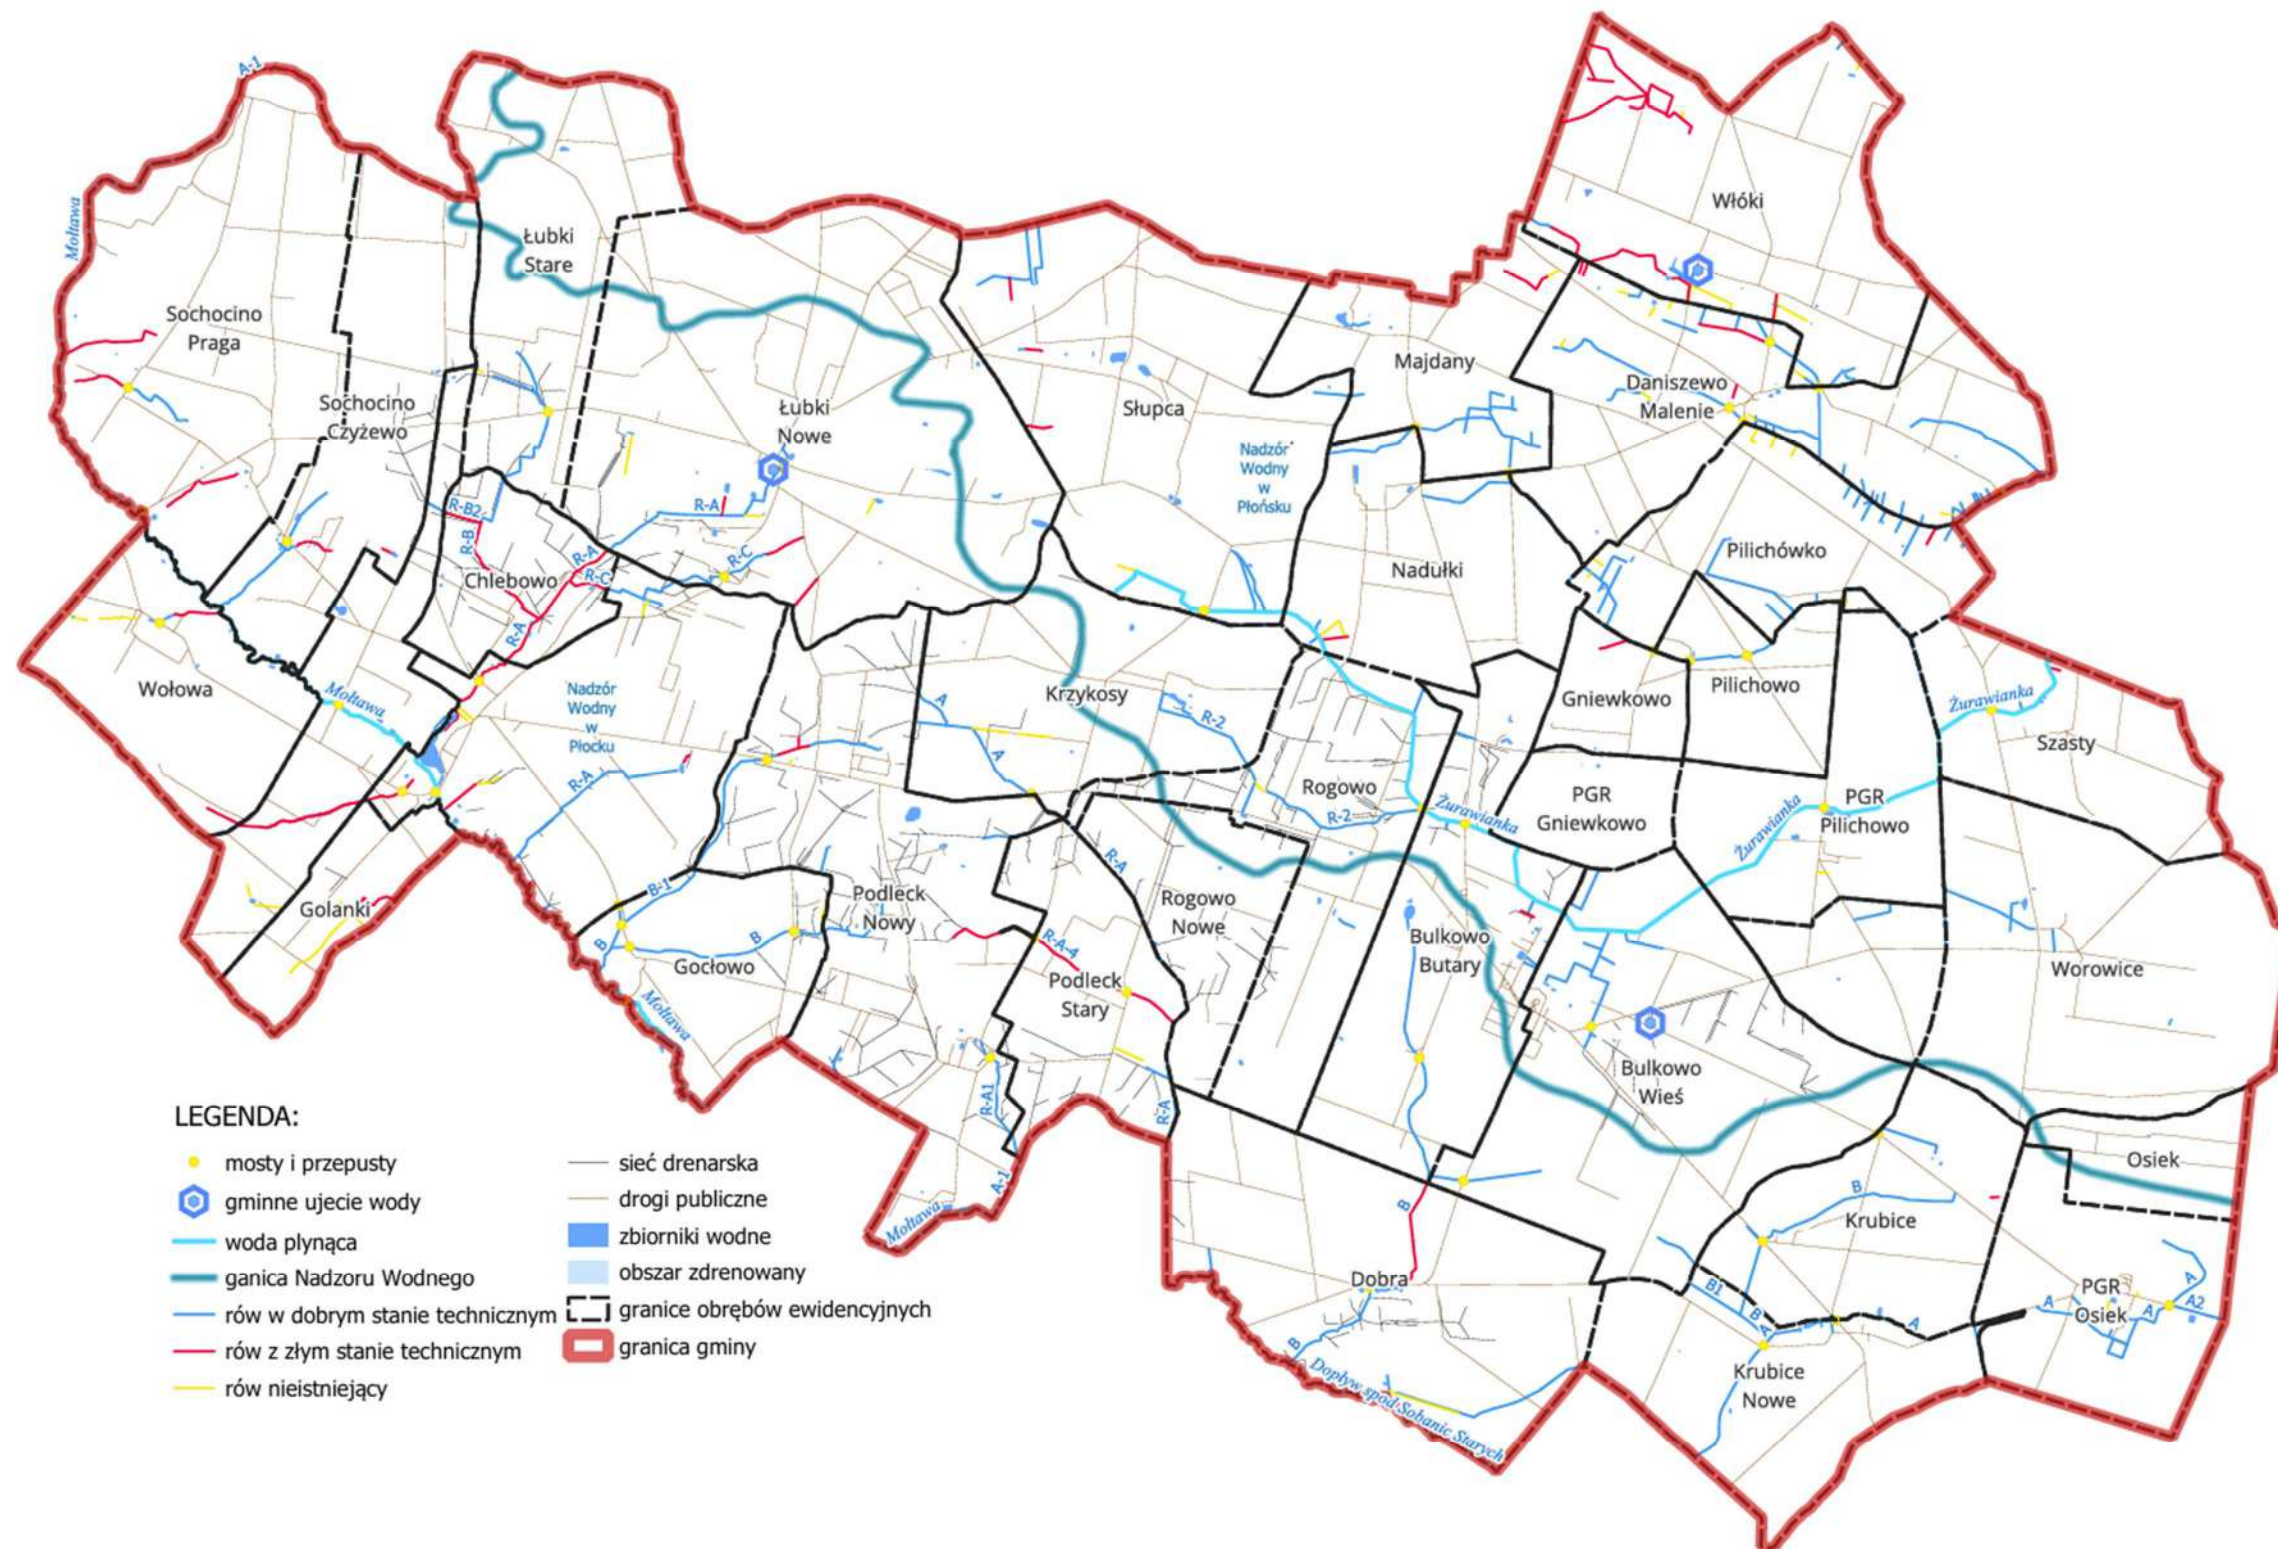 A-1
Mołtawa
Włóki
Łubki
Stare
Sochocino
Praga
Majdany
Daniszewo
Malenie
Sochocino
Czyżewo
Łubki
Nowe
Słupca
Nadzór
Wodny
w
Płońsku
R-B2
R-B
R-A
R-A
R-C
R-C
Chlebowo
R-A
Pilichówko
Nadułki
Wołowa
Mołtawa
Nadzór
Wodny
w
Płocku
R-A
A
A
Krzykosy
R-2
R-2
Gniewkowo
Pilichowo
Żurawianka
Szasty
Rogowo
Żurawianka
PGR
Gniewkowo
Żurawianka
PGR
Pilichowo
R-A
B-1
Golanki
Podleck
Nowy
Rogowo
Nowe
B
B
Gocłowo
R-A-4
Bulkowo
Butary
Worowice
Podleck
Stary
Mołtawa
Bulkowo
Wieś
R-A1
R-A
A-1
Mołtawa
Osiek
B
B
Krubice
Dobra
B1
B
A
A
PGR
Osiek
A
A
A
A2
B
Dopływ spod Sobanic Starych
Krubice
Nowe
LEGENDA:
mosty i przepusty
gminne ujecie wody
woda plynąca
ganica Nadzoru Wodnego
rów w dobrym stanie technicznym
rów z złym stanie technicznym
rów nieistniejący
sieć drenarska
drogi publiczne
zbiorniki wodne
obszar zdrenowany
granice obrębów ewidencyjnych
granica gminy